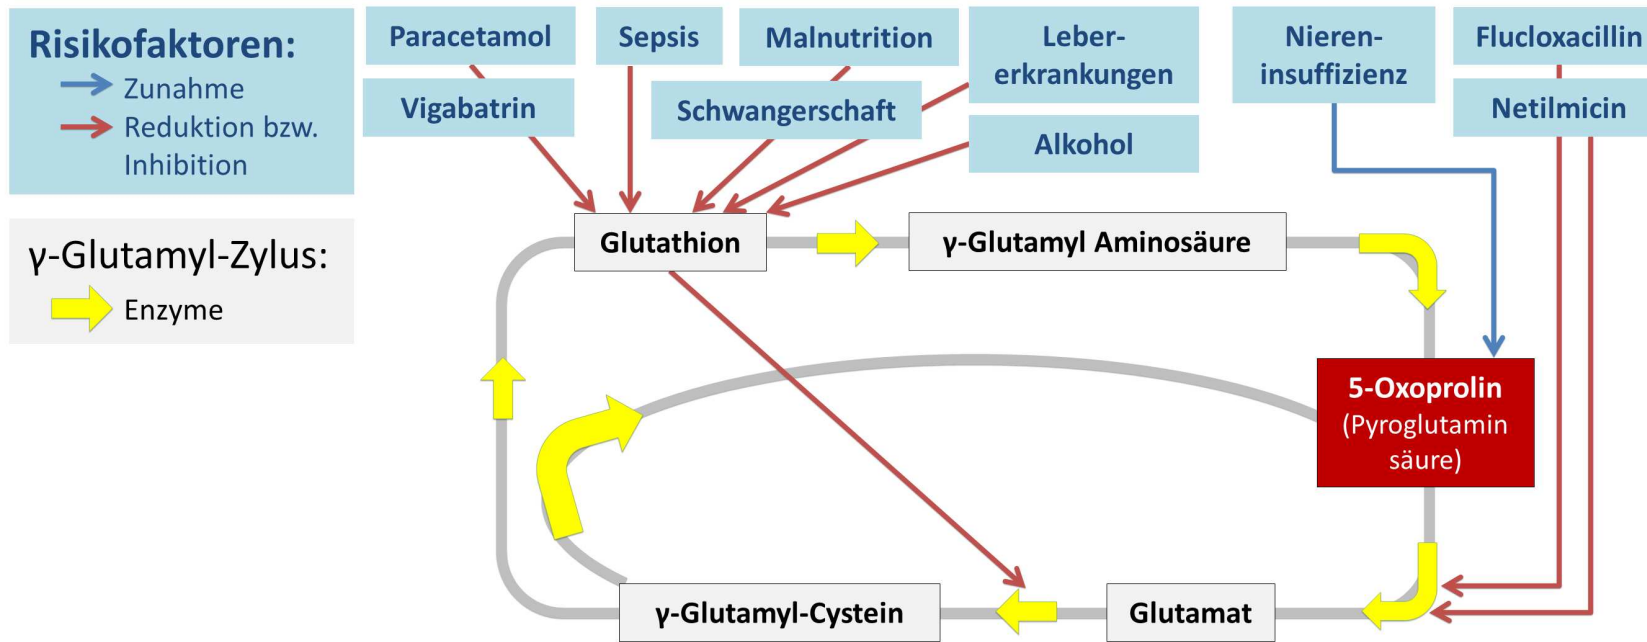 Risikofaktoren:
Zunahme
Reduktion bzw.
Inhibition
γ-Glutamyl-Zylus:
Enzyme
Paracetamol
Vigabatrin
Sepsis
Malnutrition
Schwangerschaft
Leber-
erkrankungen
Alkohol
Nieren-
insuffizienz
Flucloxacillin
Netilmicin
Glutathion
γ-Glutamyl Aminosäure
5-Oxoprolin
(Pyroglutamin
säure)
γ-Glutamyl-Cystein
Glutamat